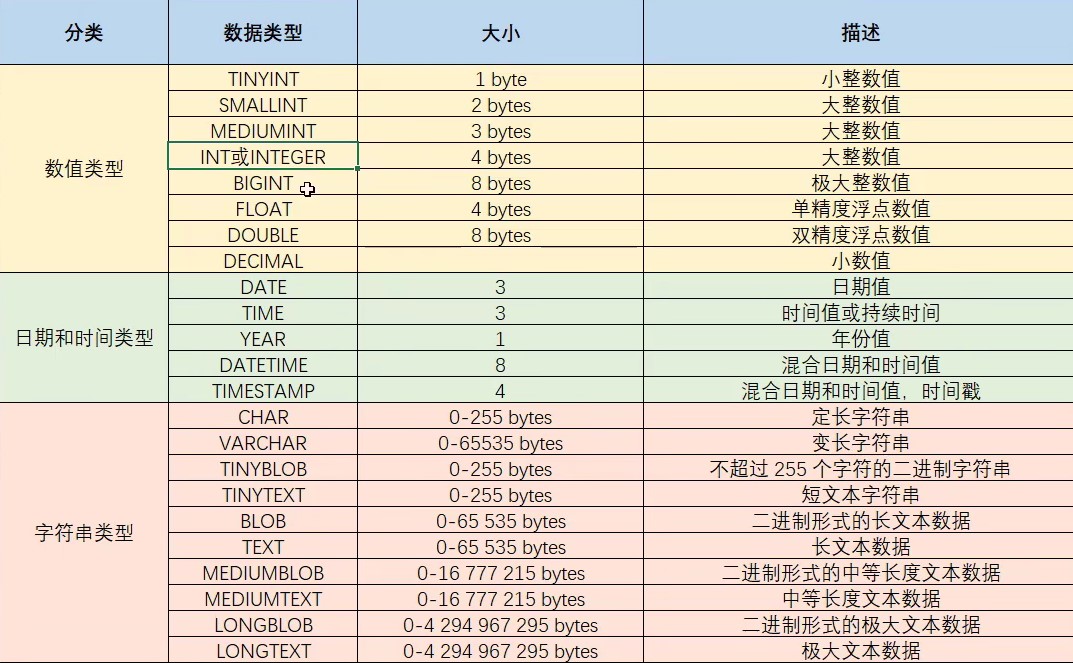 分类 数据类型 大小 描述
数值类型
TINYINT 1 byte 小整数值
SMALLINT 2 bytes 大整数值
MEDIUMINT 3 bytes 大整数值
INT或INTEGER 4 bytes 大整数值
BIGINT 8 bytes 极大整数值
FLOAT 4 bytes 单精度浮点数值
DOUBLE 8 bytes 双精度浮点数值
DECIMAL 小数值
日期和时间类型
DATE 3 日期值
TIME 3 时间值或持续时间
YEAR 1 年份值
DATETIME 8 混合日期和时间值
TIMESTAMP 4 混合日期和时间值，时间戳
字符串类型
CHAR 0-255 bytes 定长字符串
VARCHAR 0-65535 bytes 变长字符串
TINYBLOB 0-255 bytes 不超过 255 个字符的二进制字符串
TINYTEXT 0-255 bytes 短文本字符串
BLOB 0-65 535 bytes 二进制形式的长文本数据
TEXT 0-65 535 bytes 长文本数据
MEDIUMBLOB 0-16 777 215 bytes 二进制形式的中等长度文本数据
MEDIUMTEXT 0-16 777 215 bytes 中等长度文本数据
LONGBLOB 0-4 294 967 295 bytes 二进制形式的极大文本数据
LONGTEXT 0-4 294 967 295 bytes 极大文本数据